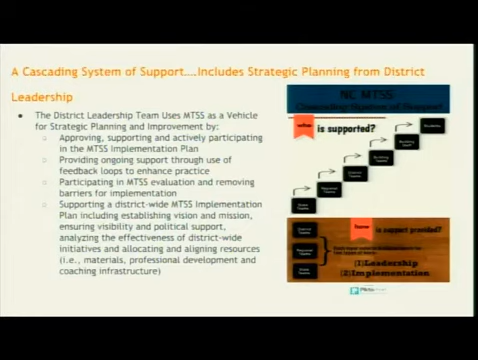 A Cascading System of Support....Includes Strategic Planning from District
Leadership
● The District Leadership Team Uses MTSS as a Vehicle
for Strategic Planning and Improvement by:
○ Approving, supporting and actively participating
in the MTSS Implementation Plan
○ Providing ongoing support through use of
feedback loops to enhance practice
○ Participating in MTSS evaluation and removing
barriers for implementation
○ Supporting a district-wide MTSS Implementation
Plan including establishing vision and mission,
ensuring visibility and political support,
analyzing the effectiveness of district-wide
initiatives and allocating and aligning resources
(i.e., materials, professional development and
coaching infrastructure)
NC MTSS
Cascading System of Support
is supported?
Students
is support provided?
(1)Leadership
(2)Implementation